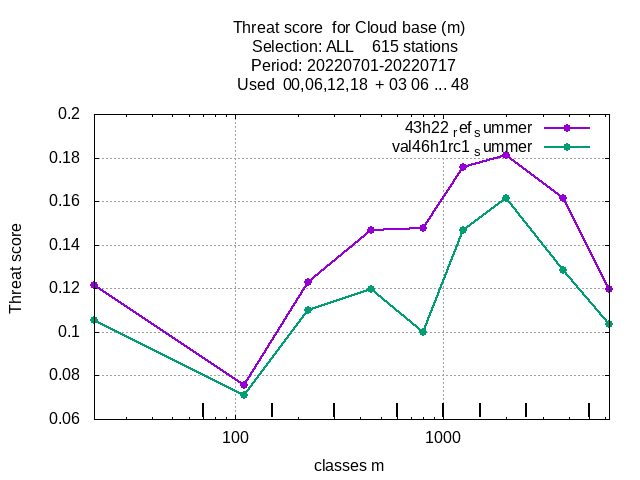 Threat score  for Cloud base (m)
Selection: ALL    615 stations
Period: 20220701-20220717
Used  00,06,12,18  + 03 06 ... 48
0.2
0.18
0.16
0.14
0.12
0.1
0.08
0.06
Threat score
43h22 ref summer
val46h1rc1 summer
100 1000
classes m